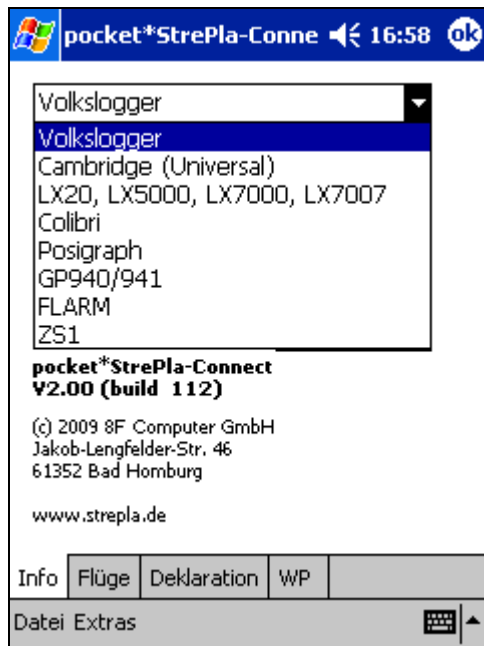 pocket*StrePla-Conne 16:58 ok
Volkslogger
Volkslogger
Cambridge (Universal)
LX20, LX5000, LX7000, LX7007
Colibri
Posigraph
GP940/941
FLARM
ZS1
pocket*StrePla-Connect
V2.00 (build 112)
(c) 2009 8F Computer GmbH
Jakob-Lengfelder-Str. 46
61352 Bad Homburg
www.strepla.de
Info Flüge Deklaration WP
Datei Extras